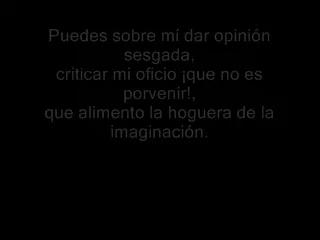 Puedes sobre mí dar opinión
sesgada,
criticar mi oficio ¡que no es
porvenir!,
que alimento la hoguera de la
imaginación.